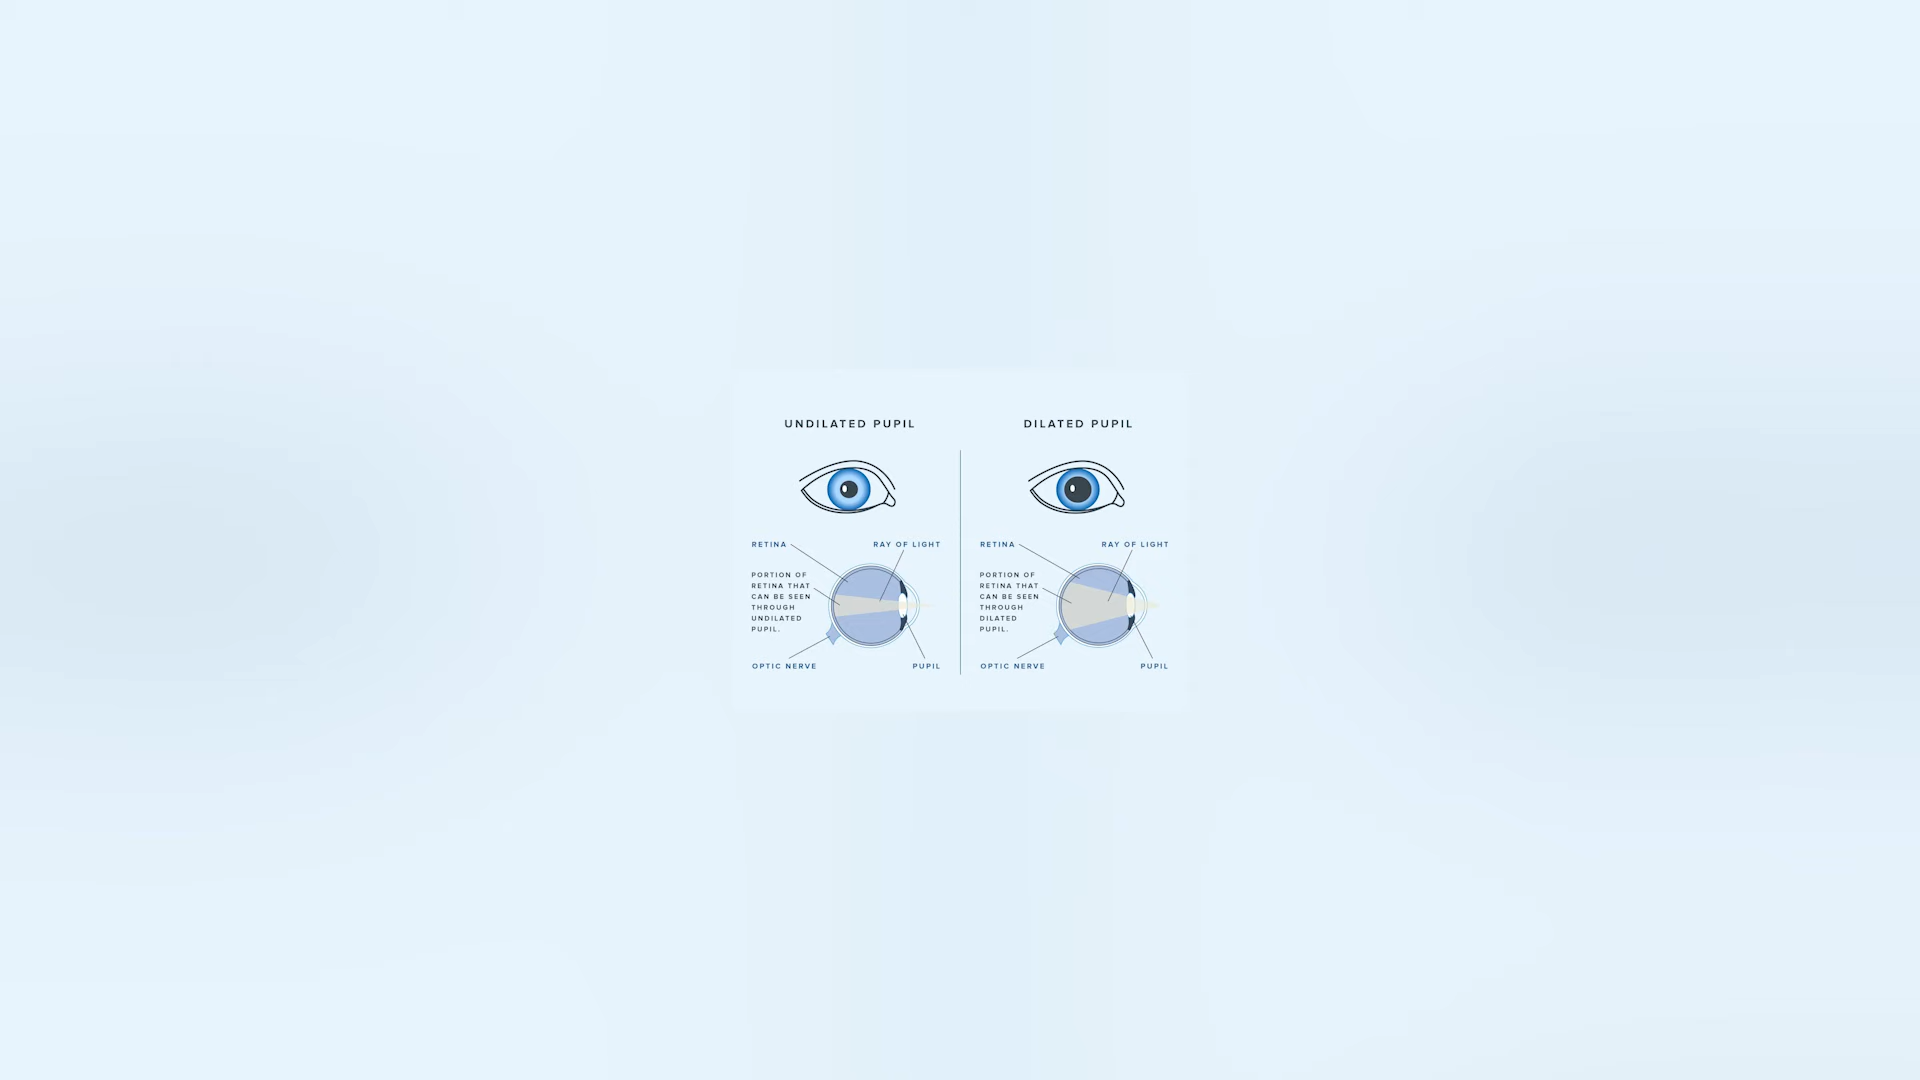 UNDILATED PUPIL
RETINA
RAY OF LIGHT
PORTION OF
RETINA THAT
CAN BE SEEN
THROUGH
UNDILATED
PUPIL.
OPTIC NERVE
PUPIL
DILATED PUPIL
RETINA
RAY OF LIGHT
PORTION OF
RETINA THAT
CAN BE SEEN
THROUGH
DILATED
PUPIL.
OPTIC NERVE
PUPIL